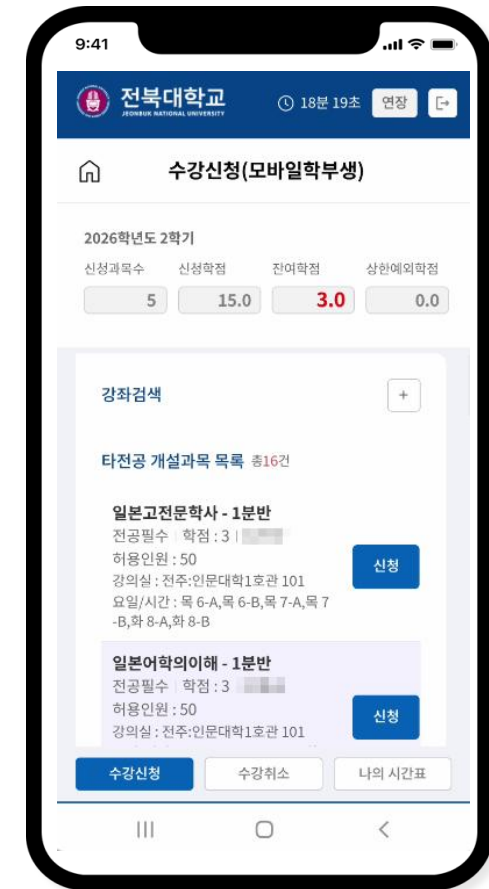 9:41
전북대학교
JEONBUK NATIONAL UNIVERSITY
18분 19초
연장
수강신청(모바일학부생)
2026학년도 2학기
신청과목수 신청학점 잔여학점 상한예외학점
5 15.0 3.0 0.0
강좌검색
+
타전공 개설과목 목록 총16건
일본고전문학사 - 1분반
전공필수 | 학점 : 3 |
허용인원 : 50
강의실 : 전주:인문대학1호관 101
요일/시간 : 목 6-A,목 6-B,목 7-A,목 7
-B,화 8-A,화 8-B
신청
일본어학의이해 - 1분반
전공필수 | 학점 : 3
허용인원 : 50
강의실 : 전주:인문대학1호관 101
신청
수강신청 수강취소 나의 시간표